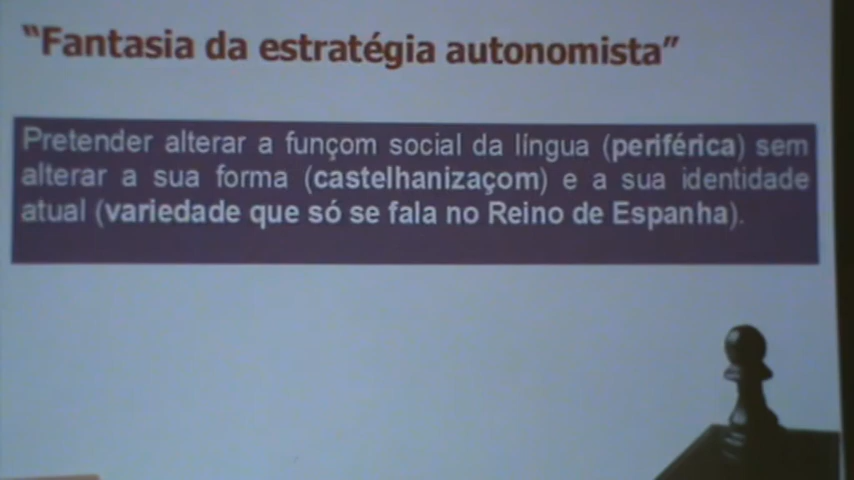 “Fantasia da estratégia autonomista”
Pretender alterar a funçom social da língua (periférica) sem
alterar a sua forma (castelhanizaçom) e a sua identidade
atual (variedade que só se fala no Reino de Espanha).